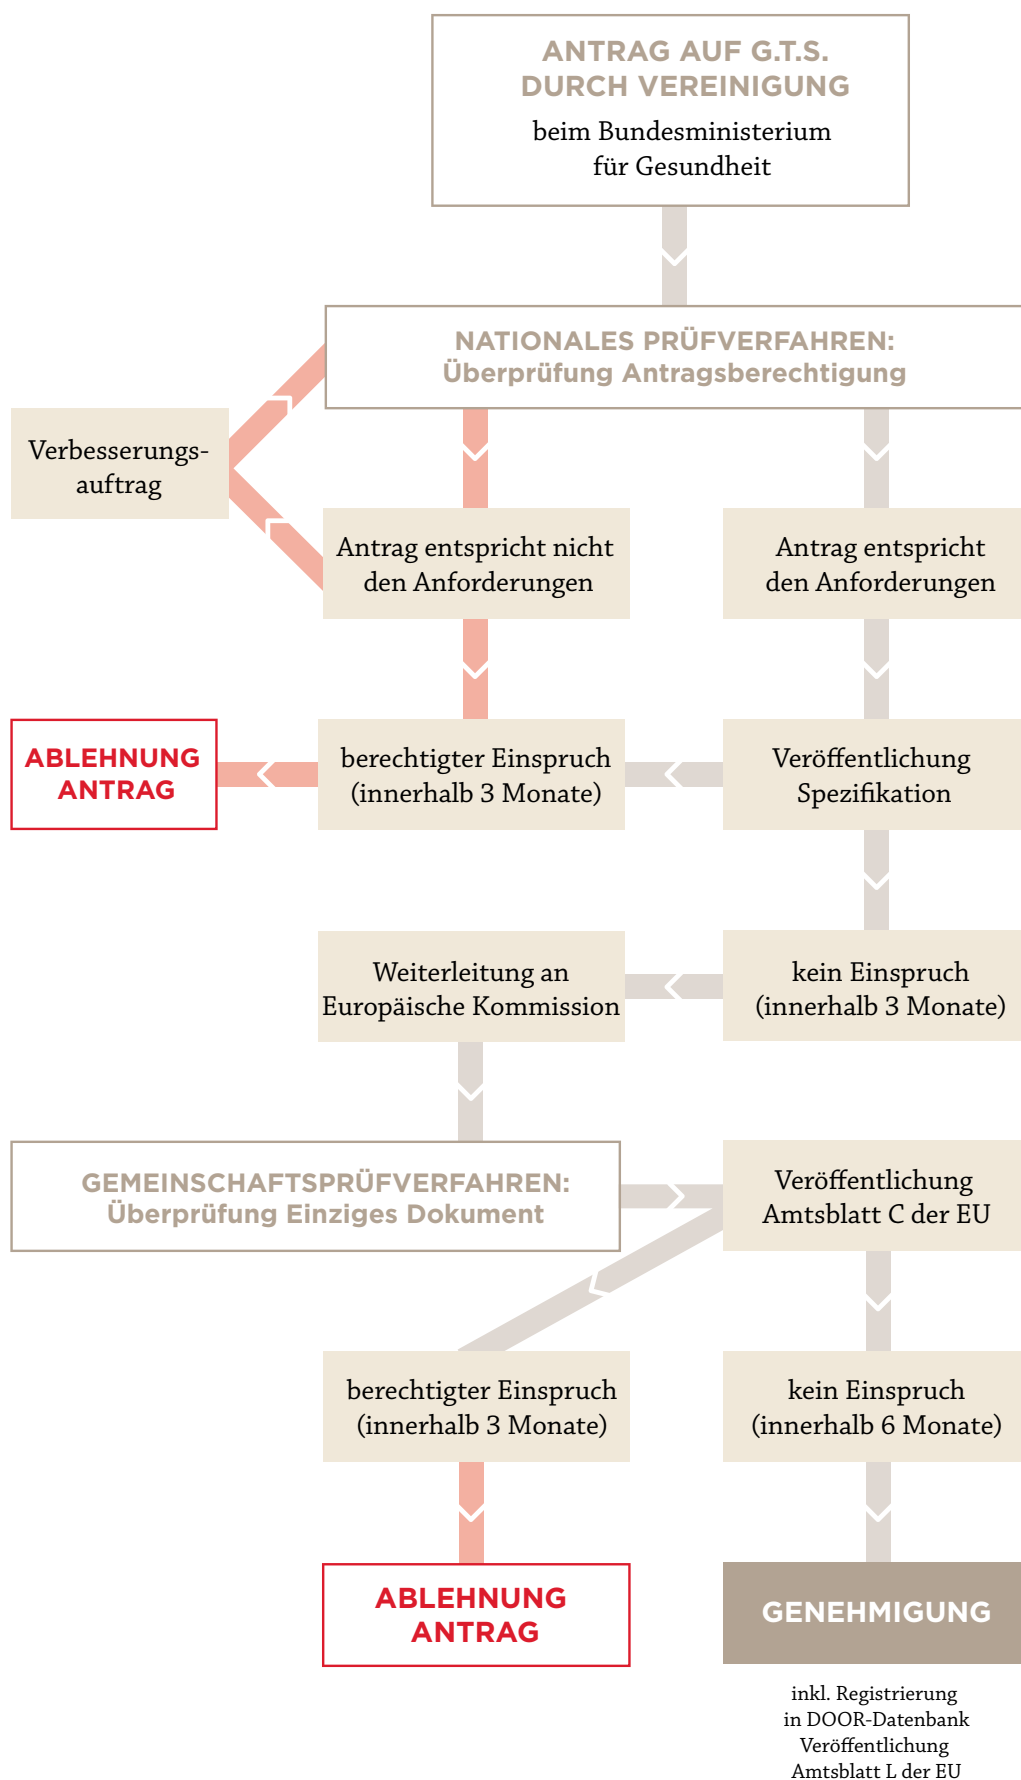 ANTRAG AUF G.T.S.
DURCH VEREINIGUNG
beim Bundesministerium
für Gesundheit
NATIONALES PRÜFVERFAHREN:
Überprüfung Antragsberechtigung
Verbesserungs-
auftrag
Antrag entspricht nicht
den Anforderungen
Antrag entspricht
den Anforderungen
ABLEHNUNG
ANTRAG
berechtigter Einspruch
(innerhalb 3 Monate)
Veröffentlichung
Spezifikation
Weiterleitung an
Europäische Kommission
kein Einspruch
(innerhalb 3 Monate)
GEMEINSCHAFTSPRÜFVERFAHREN:
Überprüfung Einziges Dokument
Veröffentlichung
Amtsblatt C der EU
berechtigter Einspruch
(innerhalb 3 Monate)
kein Einspruch
(innerhalb 6 Monate)
ABLEHNUNG
ANTRAG
GENEHMIGUNG
inkl. Registrierung
in DOOR-Datenbank
Veröffentlichung
Amtsblatt L der EU